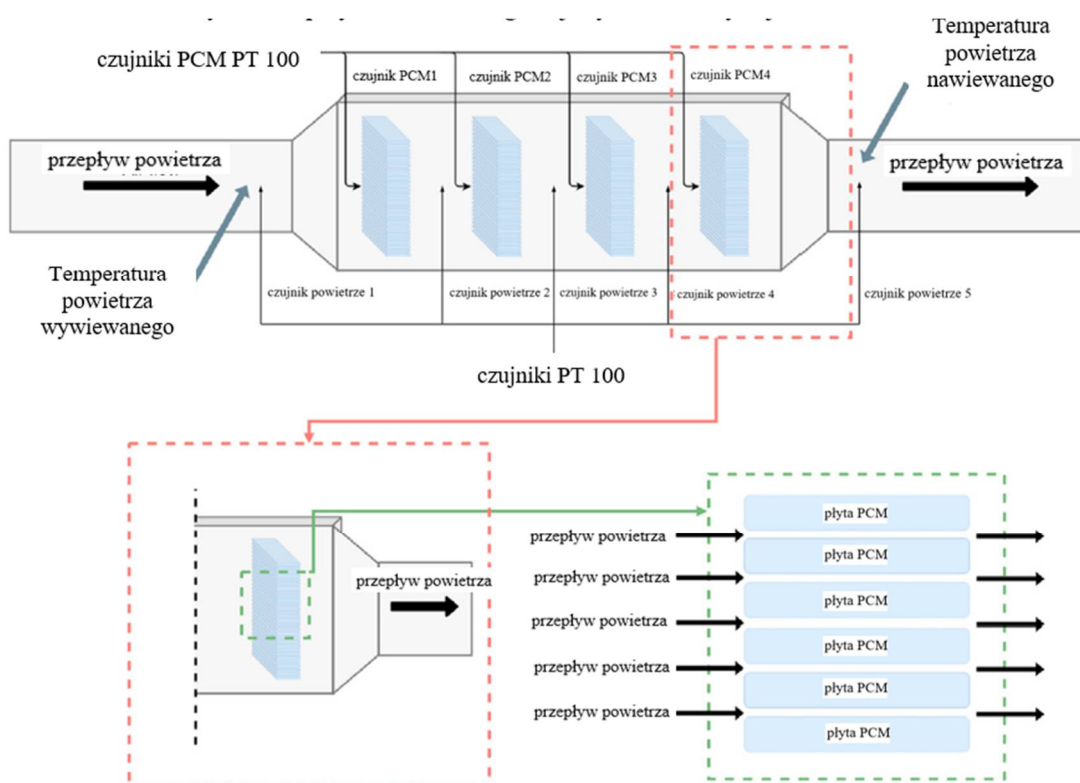 czujniki PCM PT 100
czujnik PCM1
czujnik PCM2
czujnik PCM3
czujnik PCM4
Temperatura
powietrza
nawiewanego
przepływ powietrza
przepływ powietrza
Temperatura
powietrza
wywiewanego
czujnik powietrze 1
czujnik powietrze 2
czujnik powietrze 3
czujnik powietrze 4
czujnik powietrze 5
czujniki PT 100
przepływ powietrza
przepływ powietrza
przepływ powietrza
przepływ powietrza
przepływ powietrza
przepływ powietrza
płyta PCM
płyta PCM
płyta PCM
płyta PCM
płyta PCM
płyta PCM